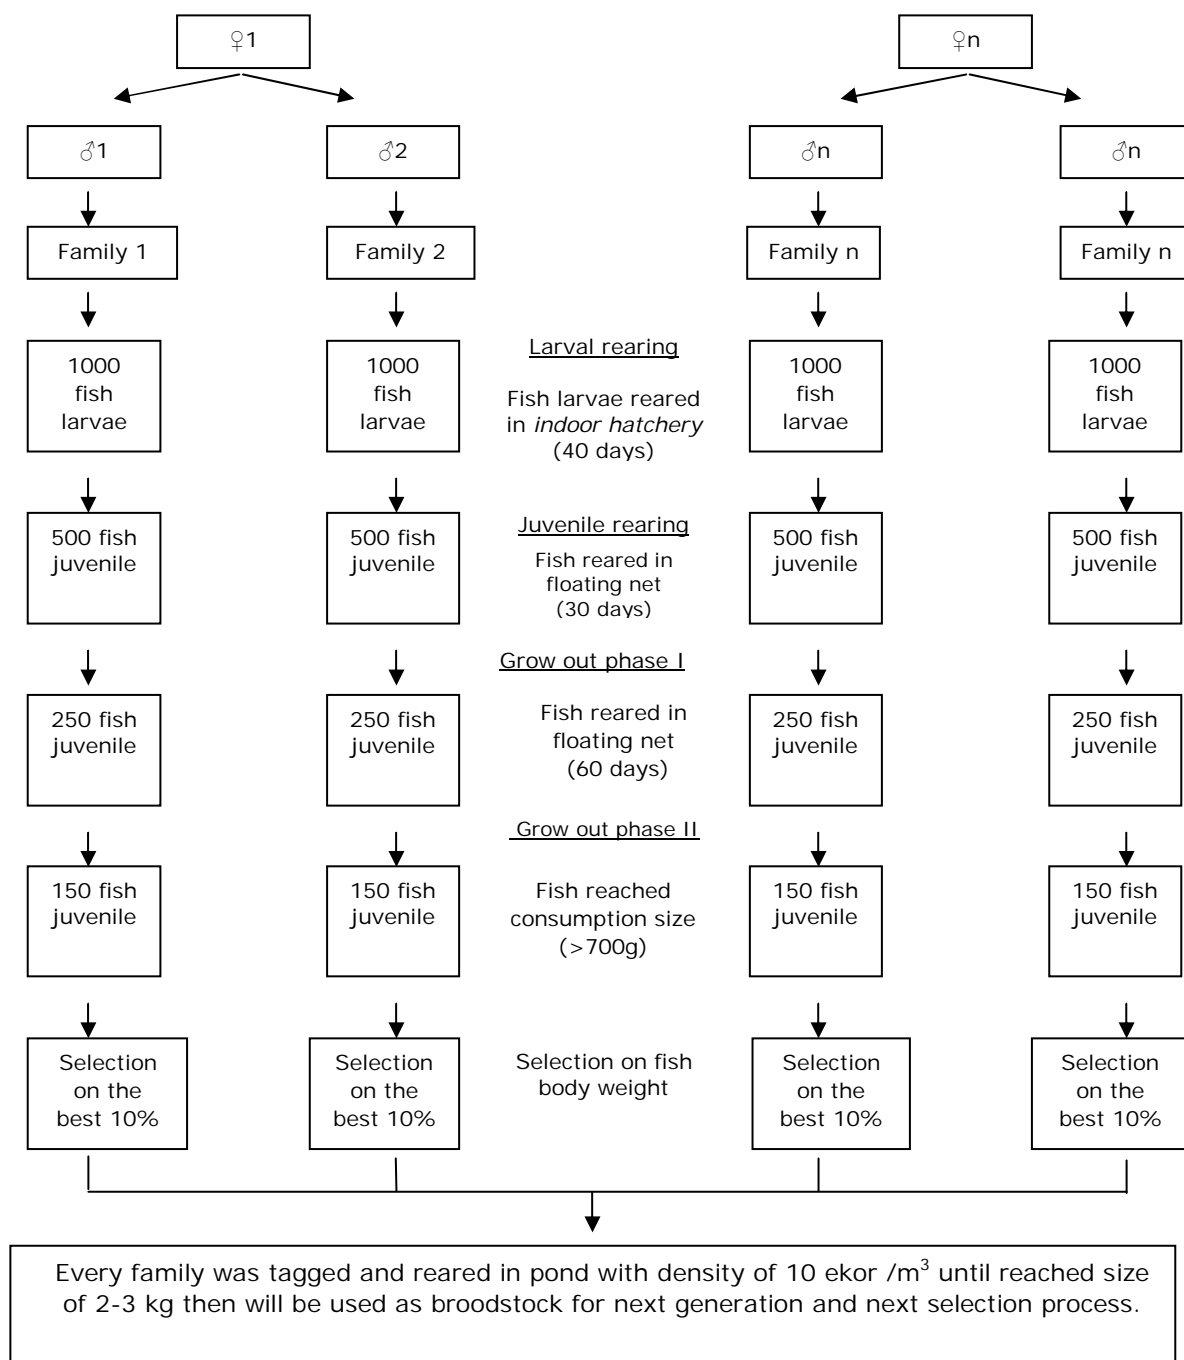 ♀1
♀n
♂1
♂2
♂n
♂n
Family 1
Family 2
Family n
Family n
1000
fish
larvae
1000
fish
larvae
Larval rearing
Fish larvae reared
in indoor hatchery
(40 days)
1000
fish
larvae
1000
fish
larvae
500 fish
juvenile
500 fish
juvenile
Juvenile rearing
Fish reared in
floating net
(30 days)
500 fish
juvenile
500 fish
juvenile
Grow out phase I
250 fish
juvenile
250 fish
juvenile
Fish reared in
floating net
(60 days)
250 fish
juvenile
250 fish
juvenile
Grow out phase II
150 fish
juvenile
150 fish
juvenile
Fish reached
consumption size
(>700g)
150 fish
juvenile
150 fish
juvenile
Selection
on the
best 10%
Selection
on the
best 10%
Selection on fish
body weight
Selection
on the
best 10%
Selection
on the
best 10%
Every family was tagged and reared in pond with density of 10 ekor /m³ until reached size
of 2-3 kg then will be used as broodstock for next generation and next selection process.